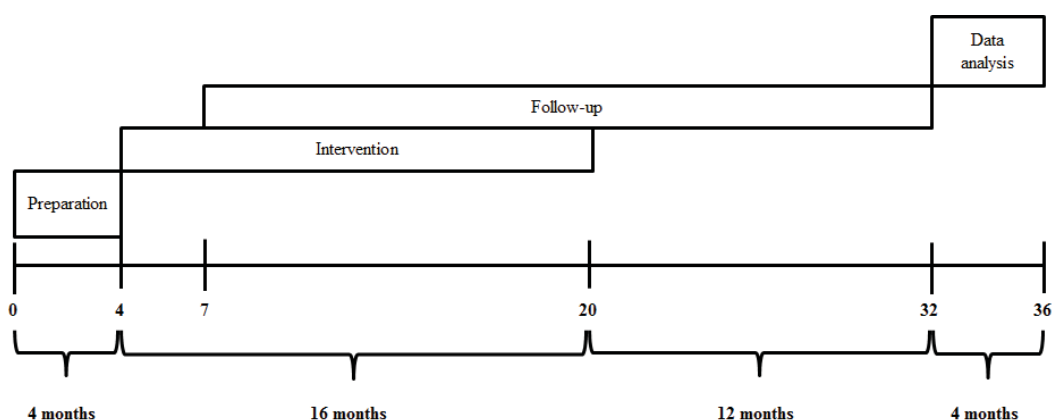 Data
analysis
Follow-up
Intervention
Preparation
0 4 7 20 32 36
4 months 16 months 12 months 4 months